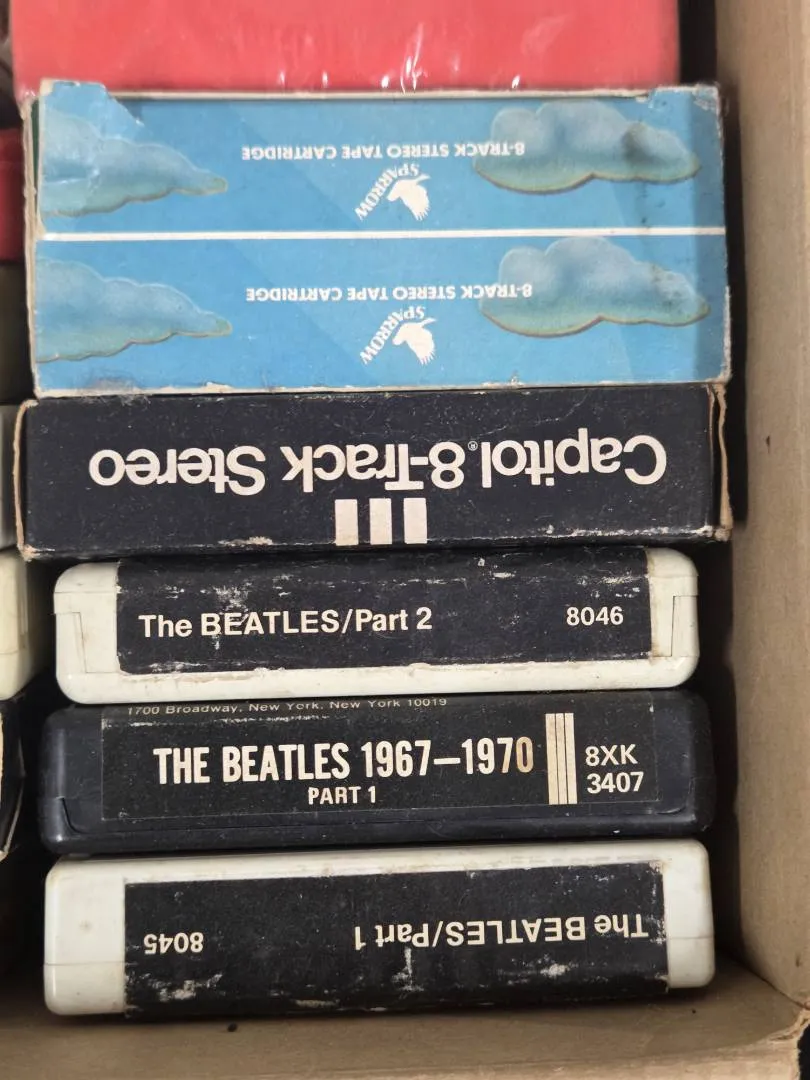 8-TRACK STEREO TAPE CARTRIDGE
SPARROW
8-TRACK STEREO TAPE CARTRIDGE
SPARROW
Capitol® 8-Track Stereo
The BEATLES/Part 2 8046
1700 Broadway, New York, New York 10019
THE BEATLES 1967–1970 8XK
PART 1 3407
The BEATLES/Part 1 8045